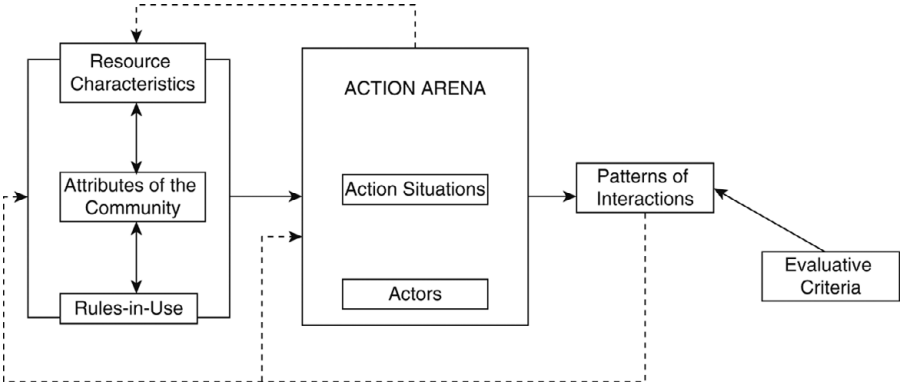 Resource
Characteristics
Attributes of the
Community
Rules-in-Use
ACTION ARENA
Action Situations
Actors
Patterns of
Interactions
Evaluative
Criteria